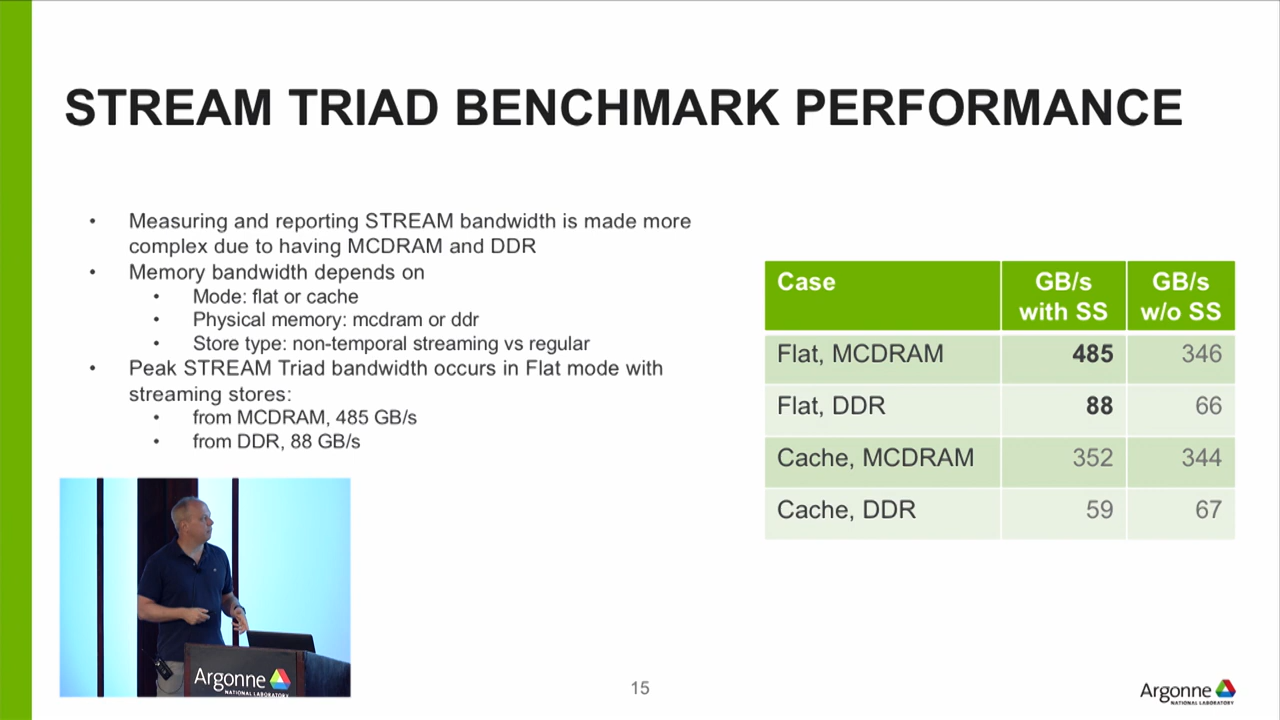 STREAM TRIAD BENCHMARK PERFORMANCE
• Measuring and reporting STREAM bandwidth is made more
complex due to having MCDRAM and DDR
• Memory bandwidth depends on
• Mode: flat or cache
• Physical memory: mcdram or ddr
• Store type: non-temporal streaming vs regular
• Peak STREAM Triad bandwidth occurs in Flat mode with
streaming stores:
• from MCDRAM, 485 GB/s
• from DDR, 88 GB/s
Case GB/s with SS GB/s w/o SS
Flat, MCDRAM 485 346
Flat, DDR 88 66
Cache, MCDRAM 352 344
Cache, DDR 59 67
Argonne
NATIONAL LABORATORY
15
Argonne
NATIONAL LABORATORY